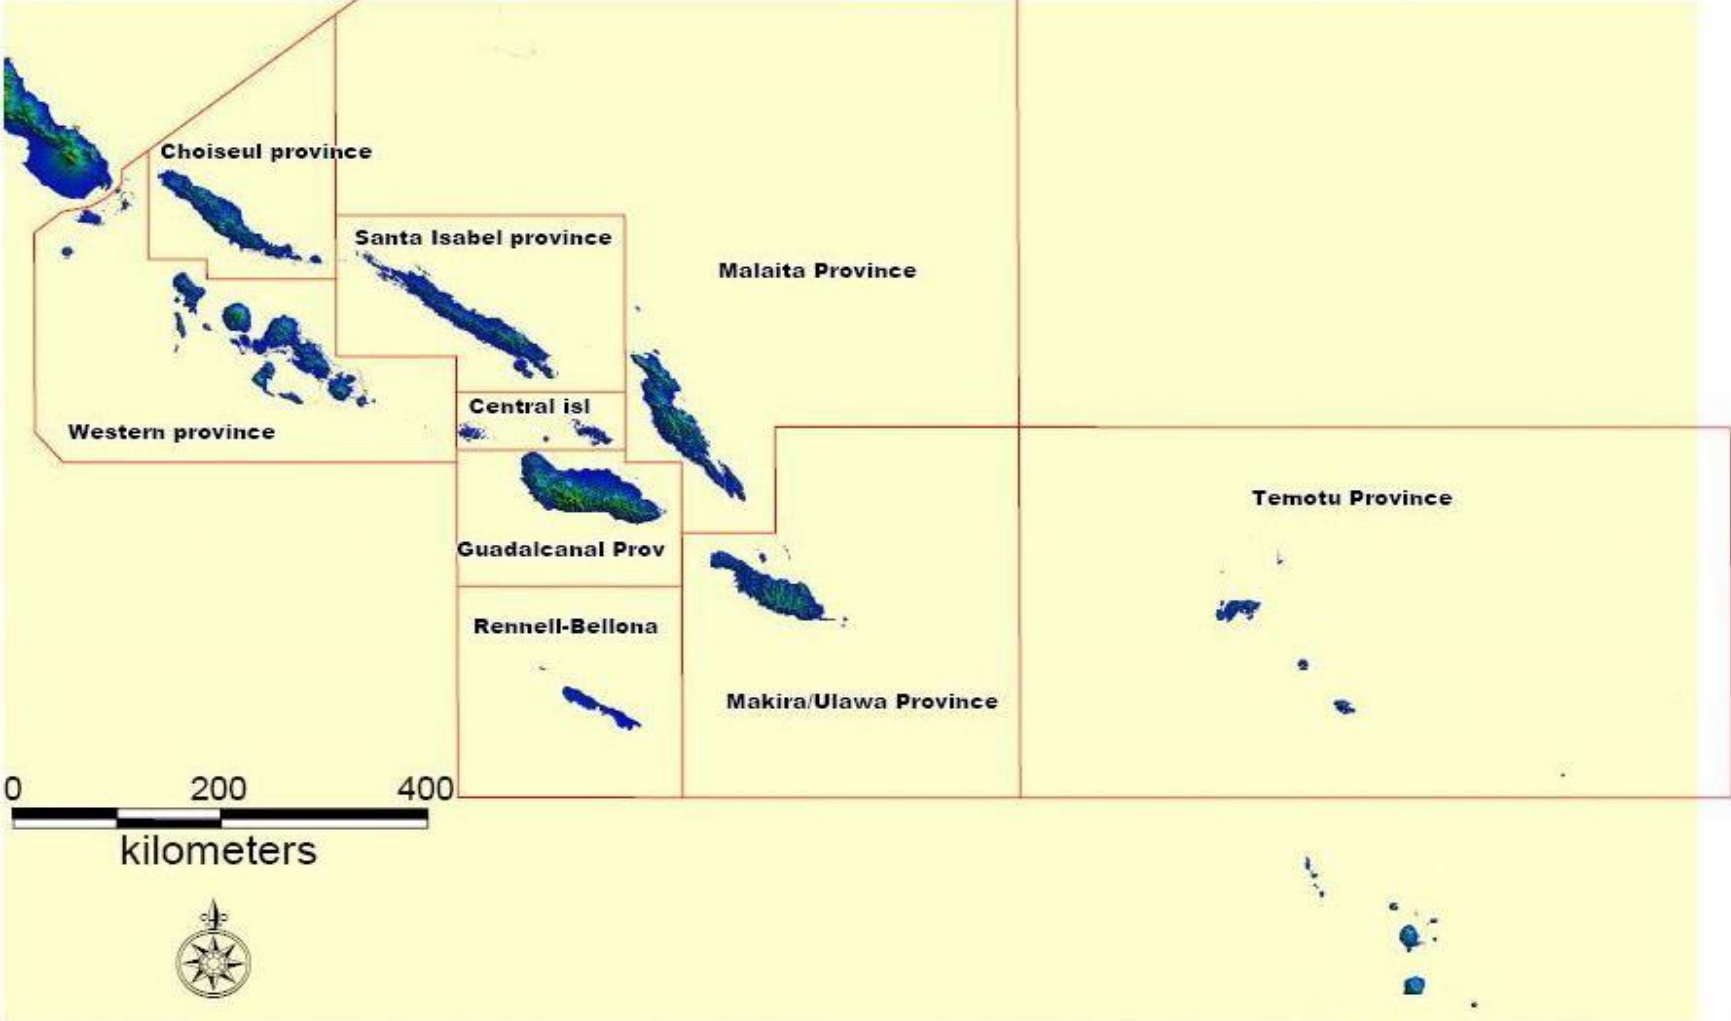 Choiseul province
Santa Isabel province
Malaita Province
Central isl
Western province
Temotu Province
Guadalcanal Prov
Rennell-Bellona
Makira/Ulawa Province
0 200 400
kilometers